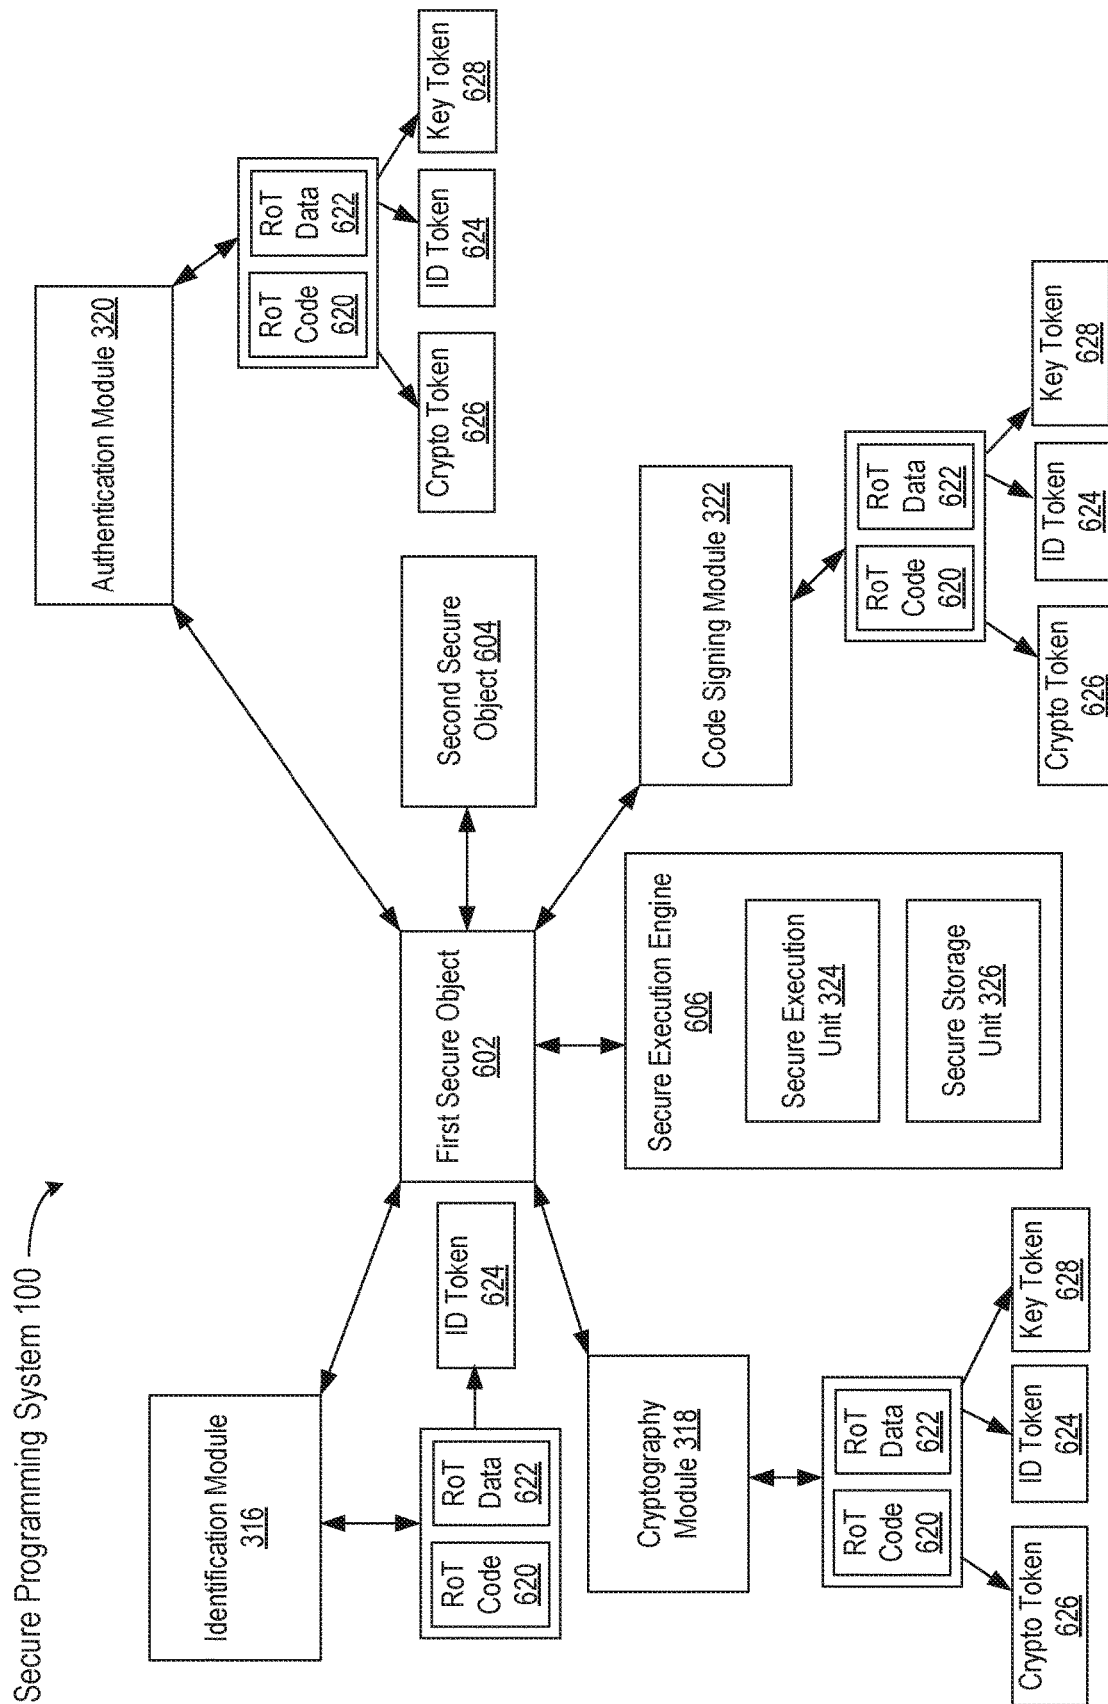 Secure Programming System 100
Identification Module
316
RoT
Code
620
RoT
Data
622
ID Token
624
Authentication Module 320
RoT
Code
620
RoT
Data
622
Crypto Token
626
ID Token
624
Key Token
628
First Secure Object
602
Second Secure
Object 604
Cryptography
Module 318
RoT
Code
620
RoT
Data
622
Crypto Token
626
ID Token
624
Key Token
628
Secure Execution Engine
606
Secure Execution
Unit 324
Secure Storage
Unit 326
Code Signing Module 322
RoT
Code
620
RoT
Data
622
Crypto Token
626
ID Token
624
Key Token
628